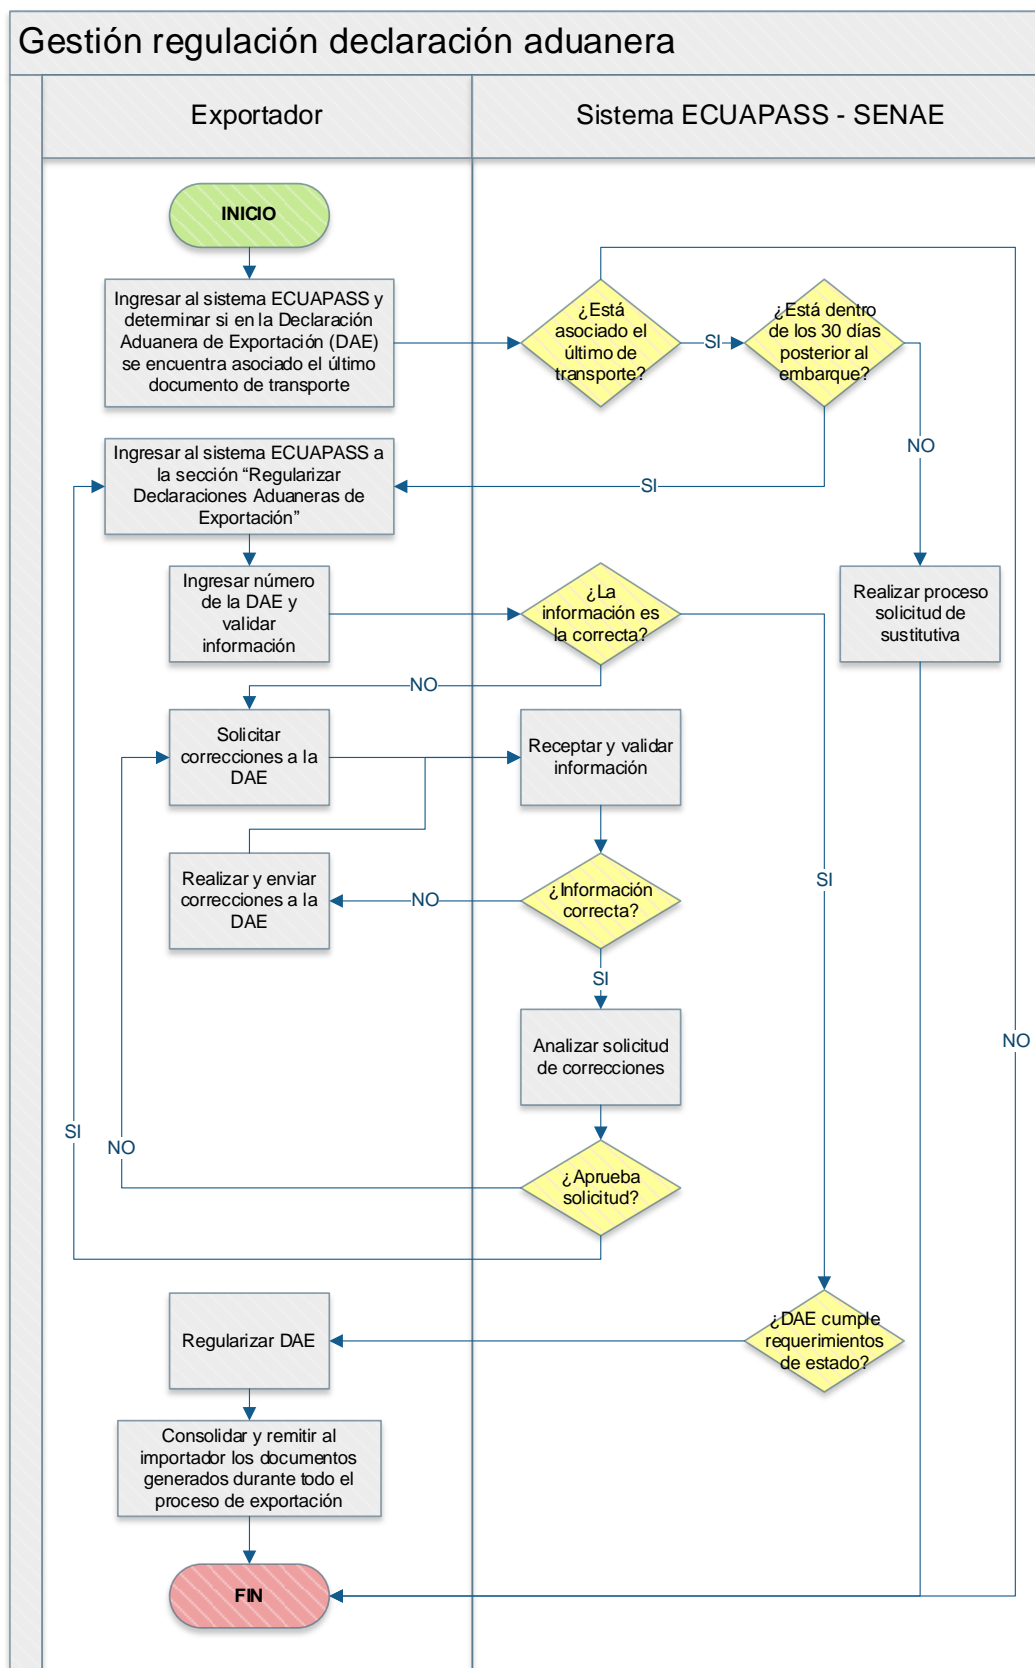 Gestión regulación declaración aduanera
Exportador
Sistema ECUAPASS - SENAE
INICIO
Ingresar al sistema ECUAPASS y
determinar si en la Declaración
Aduanera de Exportación (DAE)
se encuentra asociado el último
documento de transporte
¿Está
asociado el
último de
transporte?
SI
¿Está dentro
de los 30 días
posterior al
embarque?
NO
Ingresar al sistema ECUAPASS a
la sección “Regularizar
Declaraciones Aduaneras de
Exportación”
SI
Ingresar número
de la DAE y
validar
información
¿La
información es
la correcta?
Realizar proceso
solicitud de
sustitutiva
NO
Solicitar
correcciones a la
DAE
Receptar y validar
información
Realizar y enviar
correcciones a la
DAE
NO
¿Información
correcta?
SI
SI
Analizar solicitud
de correcciones
NO
SI
NO
¿Aprueba
solicitud?
Regularizar DAE
¿DAE cumple
requerimientos
de estado?
Consolidar y remitir al
importador los documentos
generados durante todo el
proceso de exportación
FIN